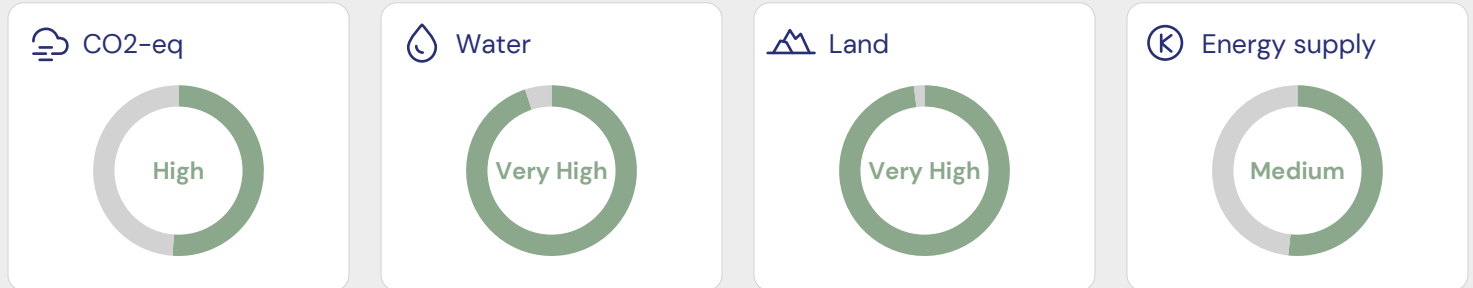 CO2-eq
High
Water
Very High
Land
Very High
Energy supply
Medium